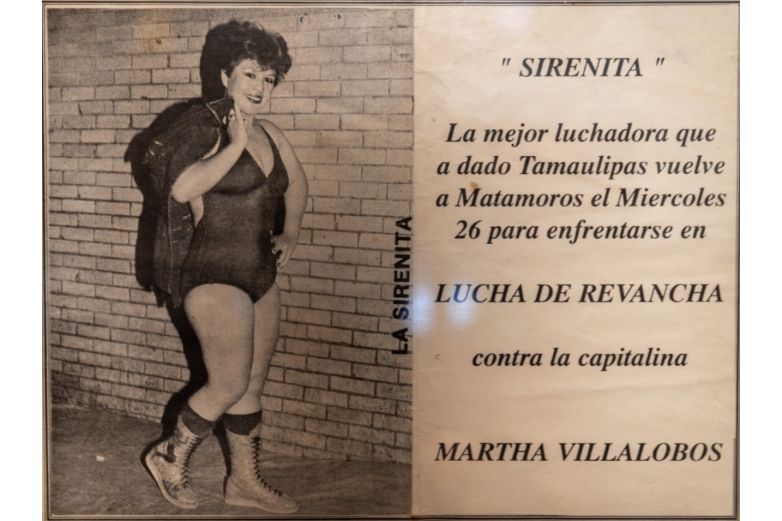 LA SIRENITA
" SIRENITA "
La mejor luchadora que
a dado Tamaulipas vuelve
a Matamoros el Miercoles
26 para enfrentarse en
LUCHA DE REVANCHA
contra la capitalina
MARTHA VILLALOBOS